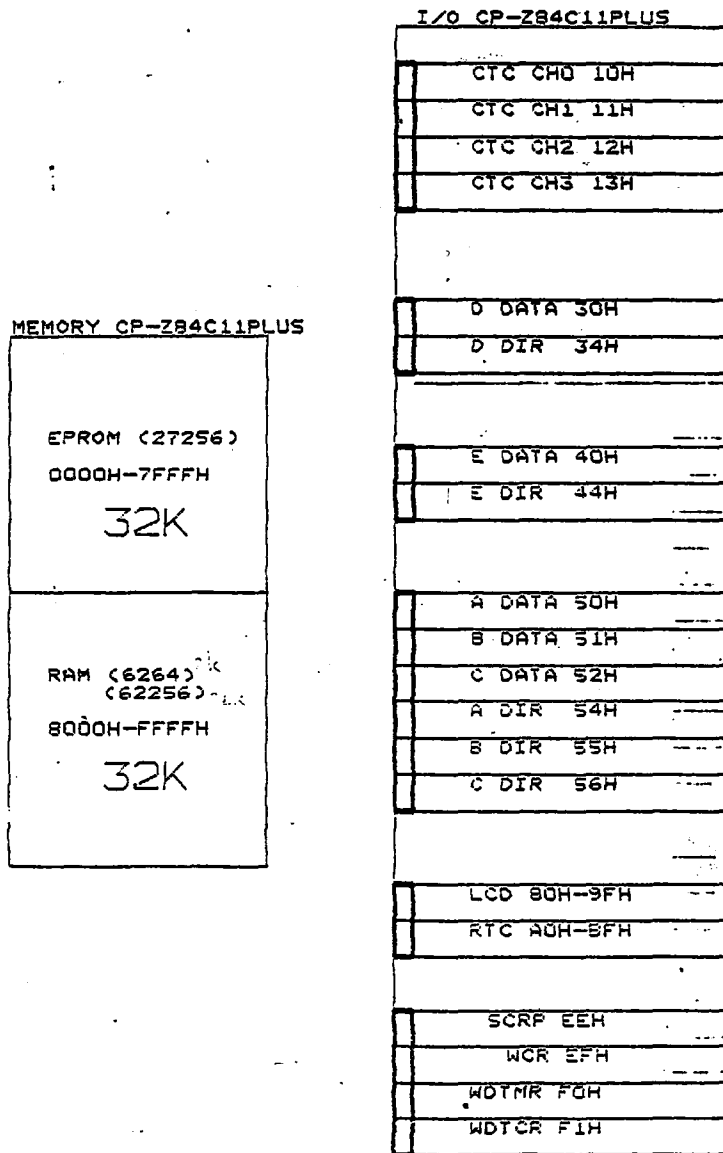 I/O CP-Z84C11PLUS
CTC CH0 10H
CTC CH1 11H
CTC CH2 12H
CTC CH3 13H
D DATA 30H
D DIR 34H
E DATA 40H
E DIR 44H
A DATA 50H
B DATA 51H
C DATA 52H
A DIR 54H
B DIR 55H
C DIR 56H
LCD 80H-9FH
RTC A0H-BFH
SCRP EEH
WCR EFH
WDTMR F0H
WDTCR F1H
MEMORY CP-Z84C11PLUS
EPROM (27256)
0000H-7FFFH
32K
RAM (6264)
(62256)
8000H-FFFFH
32K